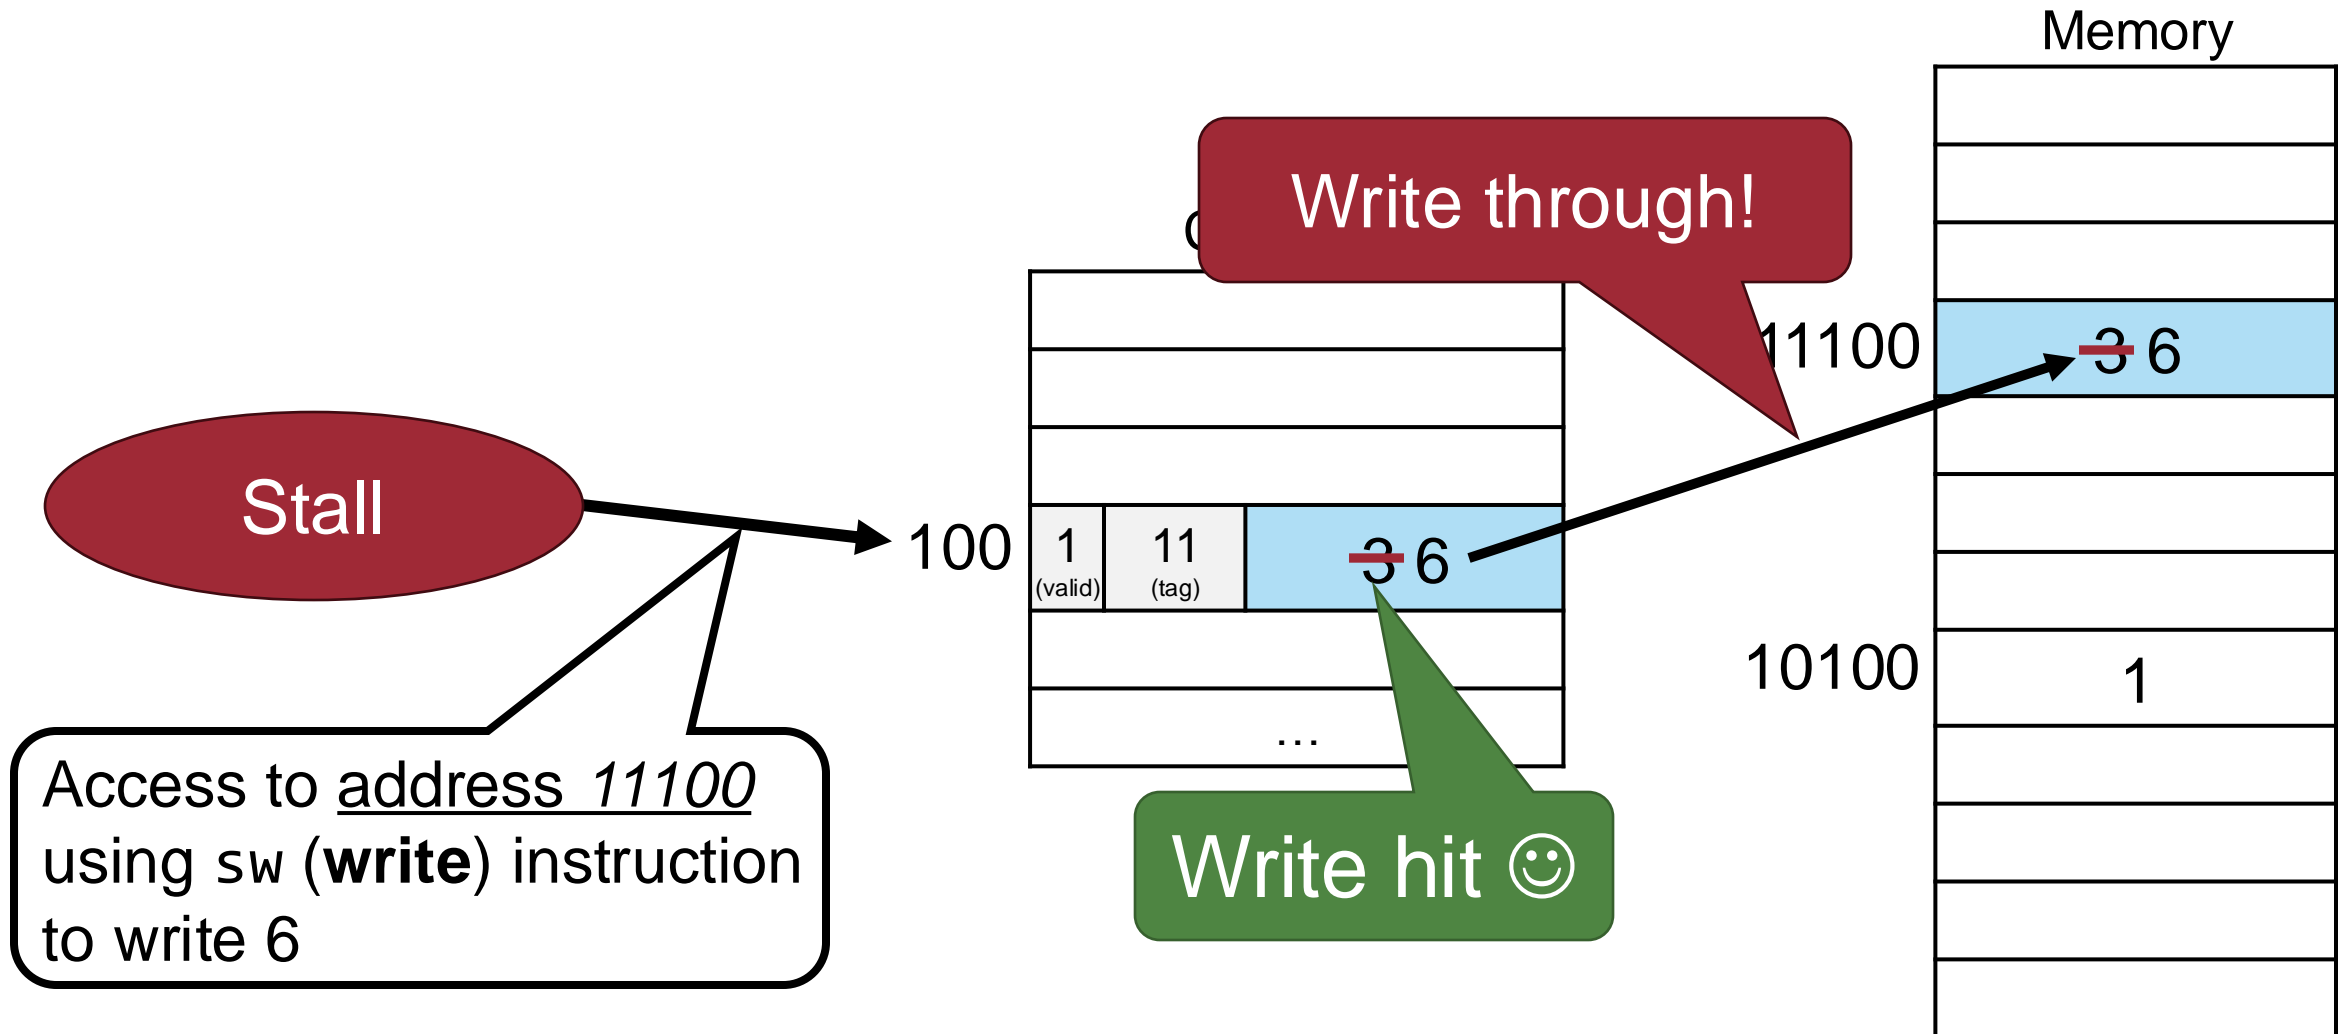 Memory
Write through!
11100
3 6
Stall
100
1
(valid)
11
(tag)
3 6
10100
1
...
Access to address 11100
using sw (write) instruction
to write 6
Write hit ☺